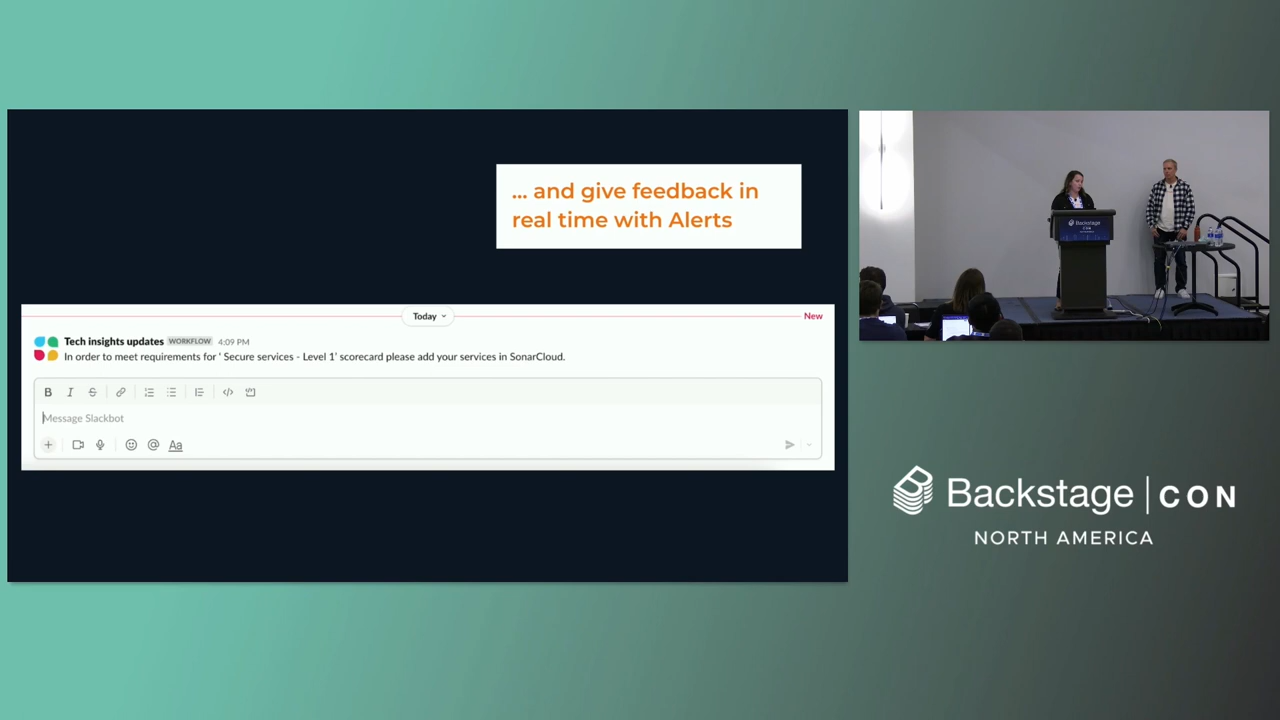 ... and give feedback in
real time with Alerts
Today
New
Tech insights updates WORKFLOW 4:09 PM
In order to meet requirements for ' Secure services - Level 1' scorecard please add your services in SonarCloud.
Message Slackbot
Aa
Backstage
CON
Backstage | CON
NORTH AMERICA